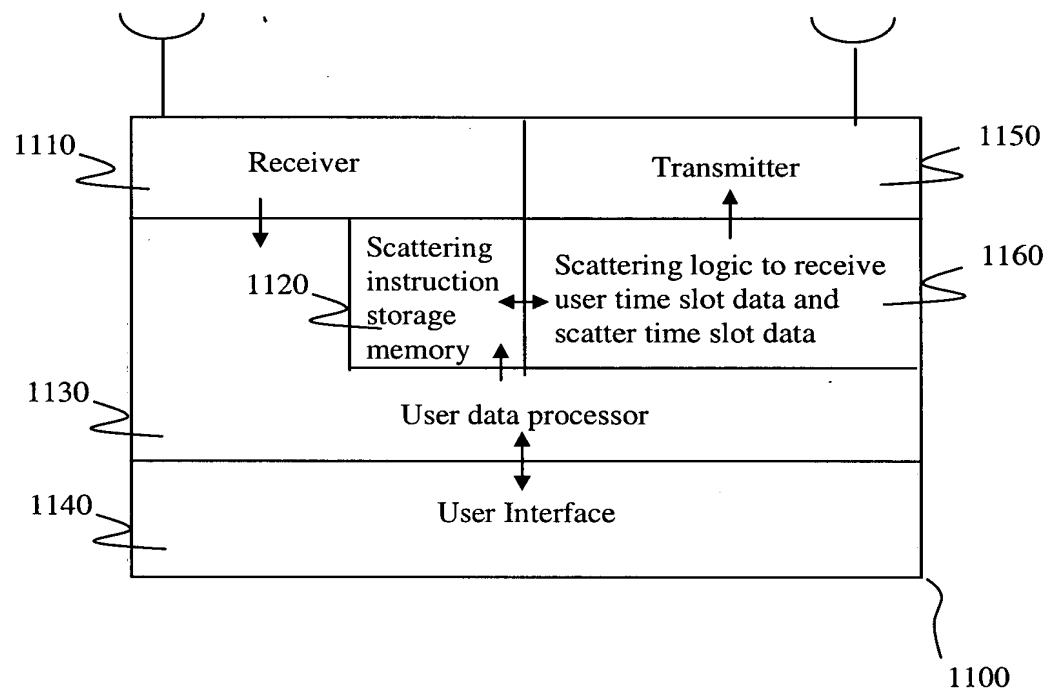 1110
Receiver
Transmitter
1150
1120
Scattering
instruction
storage
memory
Scattering logic to receive
user time slot data and
scatter time slot data
1160
1130
User data processor
1140
User Interface
1100